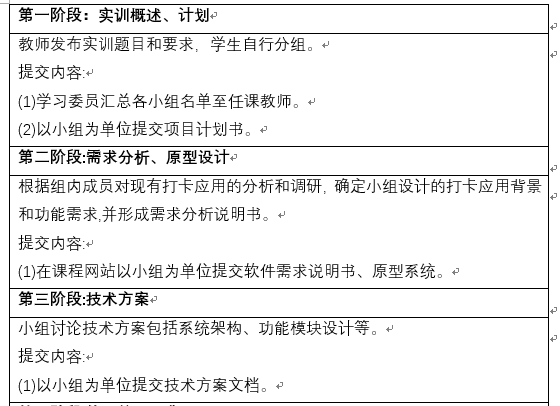 第一阶段：实训概述、计划
教师发布实训题目和要求，学生自行分组。
提交内容:
(1)学习委员汇总各小组名单至任课教师。
(2)以小组为单位提交项目计划书。
第二阶段:需求分析、原型设计
根据组内成员对现有打卡应用的分析和调研，确定小组设计的打卡应用背景
和功能需求,并形成需求分析说明书。
提交内容:
(1)在课程网站以小组为单位提交软件需求说明书、原型系统。
第三阶段:技术方案
小组讨论技术方案包括系统架构、功能模块设计等。
提交内容:
(1)以小组为单位提交技术方案文档。